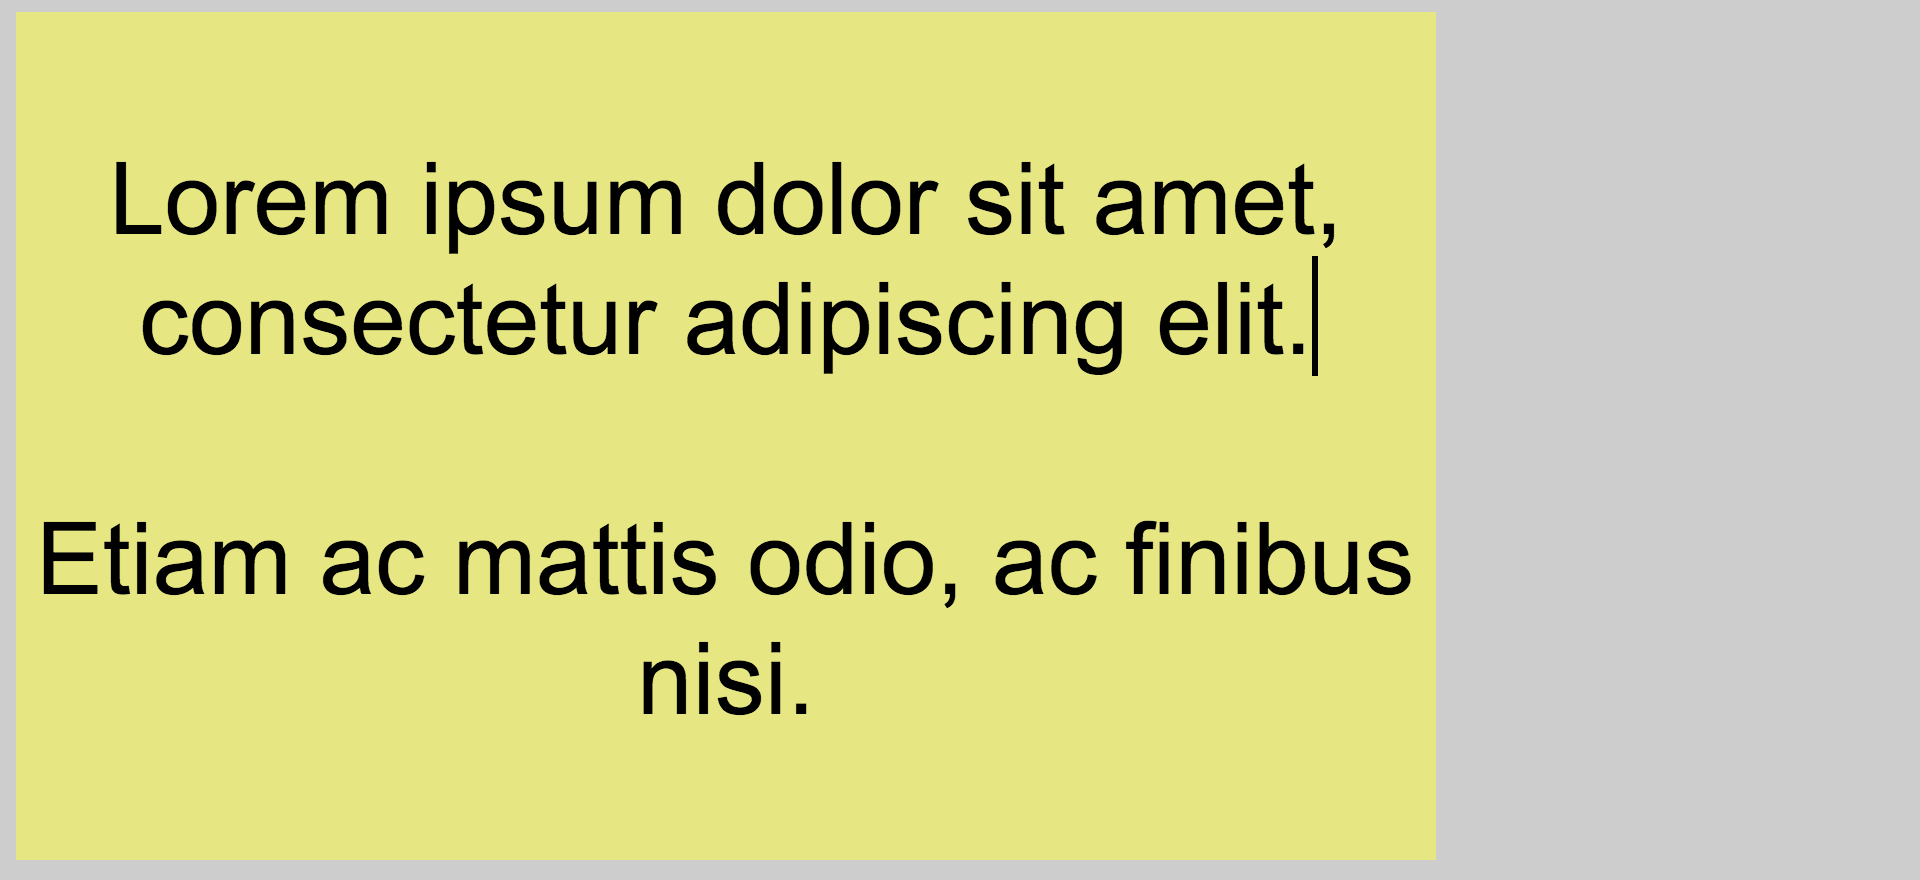 Lorem ipsum dolor sit amet,
consectetur adipiscing elit.
Etiam ac mattis odio, ac finibus
nisi.